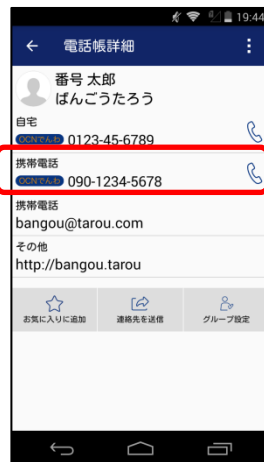 19:44
電話帳詳細
番号 太郎
ばんごうたろう
自宅
OCNでんわ 0123-45-6789
携帯電話
OCNでんわ 090-1234-5678
携帯電話
bangou@tarou.com
その他
http://bangou.tarou
お気に入りに追加 連絡先を送信 グループ設定